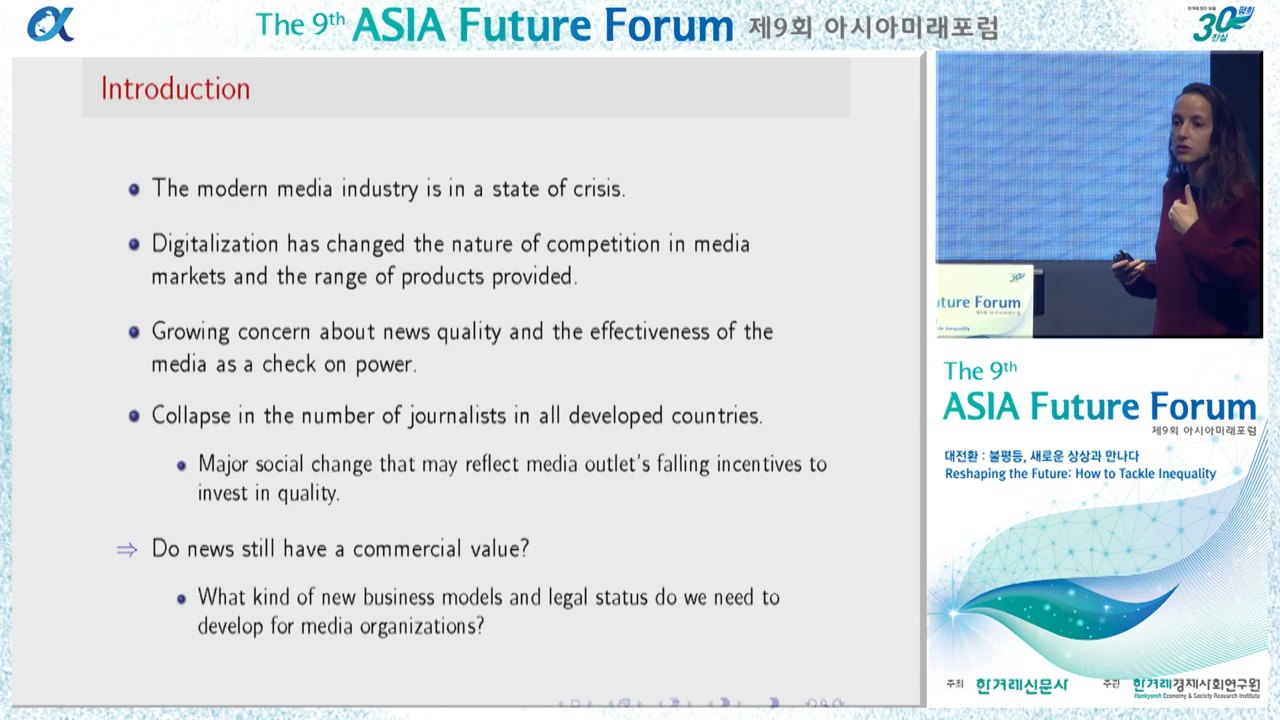 The 9th ASIA Future Forum 제9회 아시아미래포럼
30
평화
진실
Introduction
The modern media industry is in a state of crisis.
Digitalization has changed the nature of competition in media
markets and the range of products provided.
Growing concern about news quality and the effectiveness of the
media as a check on power.
Collapse in the number of journalists in all developed countries.
Major social change that may reflect media outlet's falling incentives to
invest in quality.
⇒ Do news still have a commercial value?
What kind of new business models and legal status do we need to
develop for media organizations?
uture Forum
The 9th
ASIA Future Forum
제9회 아시아미래포럼
대전환 : 불평등, 새로운 상상과 만나다
Reshaping the Future: How to Tackle Inequality
주최 한겨레신문사 주관 한겨레경제사회연구원
Hankyoreh Economy & Society Research Institute